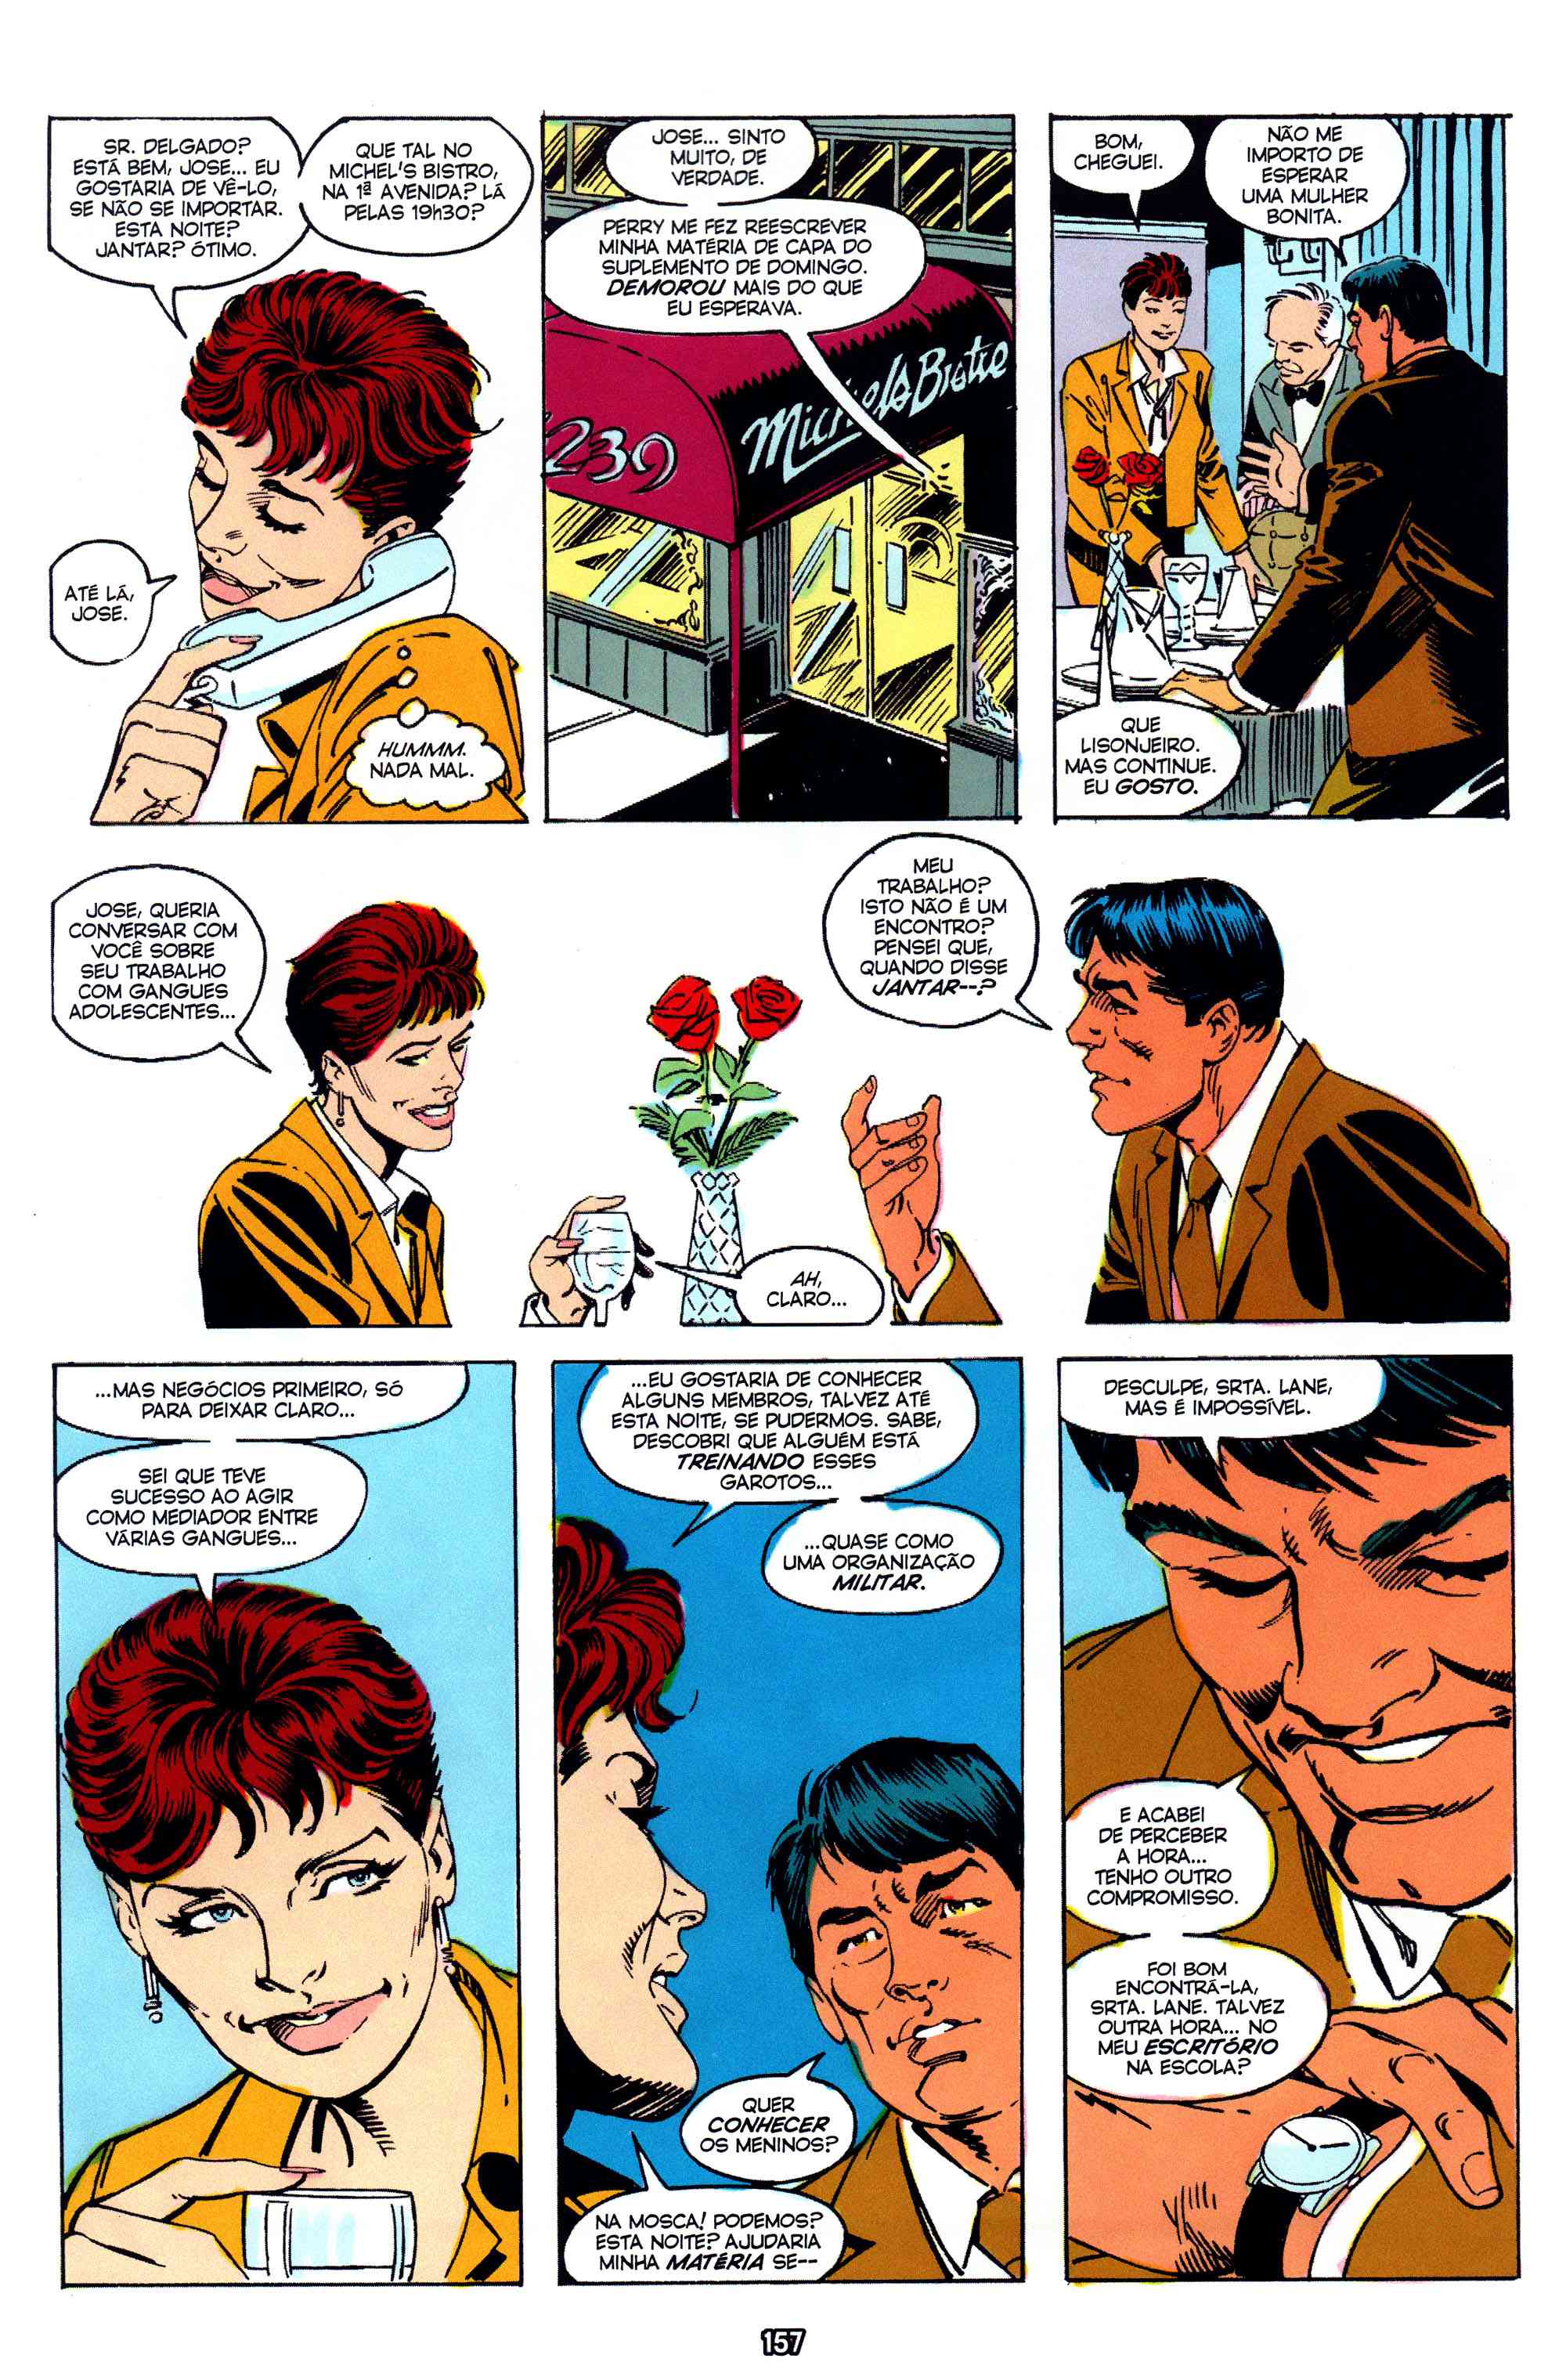 SR. DELGADO?
ESTÁ BEM, JOSE... EU
GOSTARIA DE VÊ-LO,
SE NÃO SE IMPORTAR.
ESTA NOITE?
JANTAR? ÓTIMO.
QUE TAL NO
MICHEL'S BISTRO,
NA 1ª AVENIDA? LÁ
PELAS 19H30?
ATÉ LÁ,
JOSE.
HUMMM.
NADA MAL.
JOSE... SINTO
MUITO, DE
VERDADE.
PERRY ME FEZ REESCREVER
MINHA MATÉRIA DE CAPA DO
SUPLEMENTO DE DOMINGO.
DEMOROU MAIS DO QUE
EU ESPERAVA.
239
Michel's Bistro
BOM,
CHEGUEI.
NÃO ME
IMPORTO DE
ESPERAR
UMA MULHER
BONITA.
QUE
LISONJEIRO.
MAS CONTINUE.
EU GOSTO.
JOSE, QUERIA
CONVERSAR COM
VOCÊ SOBRE
SEU TRABALHO
COM GANGUES
ADOLESCENTES...
MEU
TRABALHO?
ISTO NÃO É UM
ENCONTRO?
PENSEI QUE,
QUANDO DISSE
JANTAR--?
AH,
CLARO...
...MAS NEGÓCIOS PRIMEIRO, SÓ
PARA DEIXAR CLARO...
SEI QUE TEVE
SUCESSO AO AGIR
COMO MEDIADOR ENTRE
VÁRIAS GANGUES...
...EU GOSTARIA DE CONHECER
ALGUNS MEMBROS, TALVEZ ATÉ
ESTA NOITE, SE PUDERMOS. SABE,
DESCOBRI QUE ALGUÉM ESTÁ
TREINANDO ESSES
GAROTOS...
...QUASE COMO
UMA ORGANIZAÇÃO
MILITAR.
QUER
CONHECER
OS MENINOS?
NA MOSCA! PODEMOS?
ESTA NOITE? AJUDARIA
MINHA MATÉRIA SE--
DESCULPE, SRTA. LANE,
MAS É IMPOSSÍVEL.
E ACABEI
DE PERCEBER
A HORA...
TENHO OUTRO
COMPROMISSO.
FOI BOM
ENCONTRÁ-LA,
SRTA. LANE. TALVEZ
OUTRA HORA... NO
MEU ESCRITÓRIO
NA ESCOLA?
157